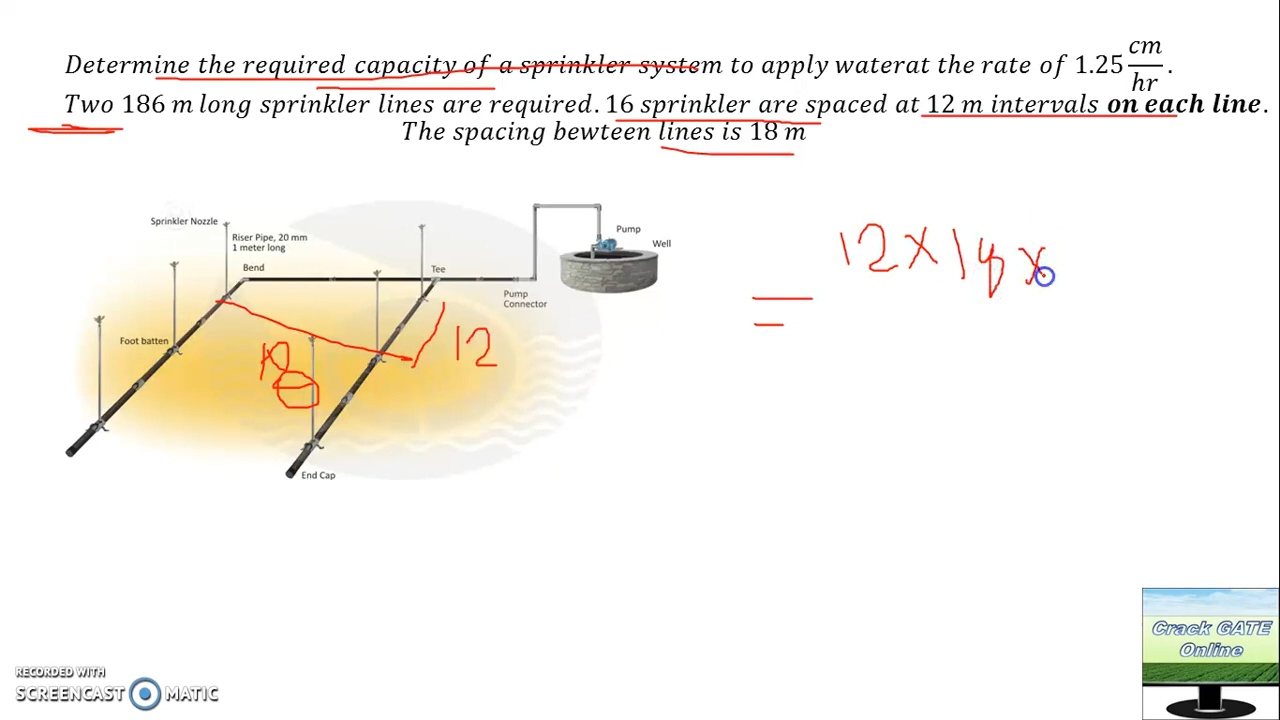 Determine the required capacity of a sprinkler system to apply waterat the rate of 1.25 cm/hr.
Two 186 m long sprinkler lines are required. 16 sprinkler are spaced at 12 m intervals on each line.
The spacing bewteen lines is 18 m
Sprinkler Nozzle
Riser Pipe, 20 mm
1 meter long
Bend
Tee
Pump
Well
Pump
Connector
Foot batten
End Cap
12
12 x 18 x
=
Crack GATE
Online
RECORDED WITH
SCREENCAST MATIC